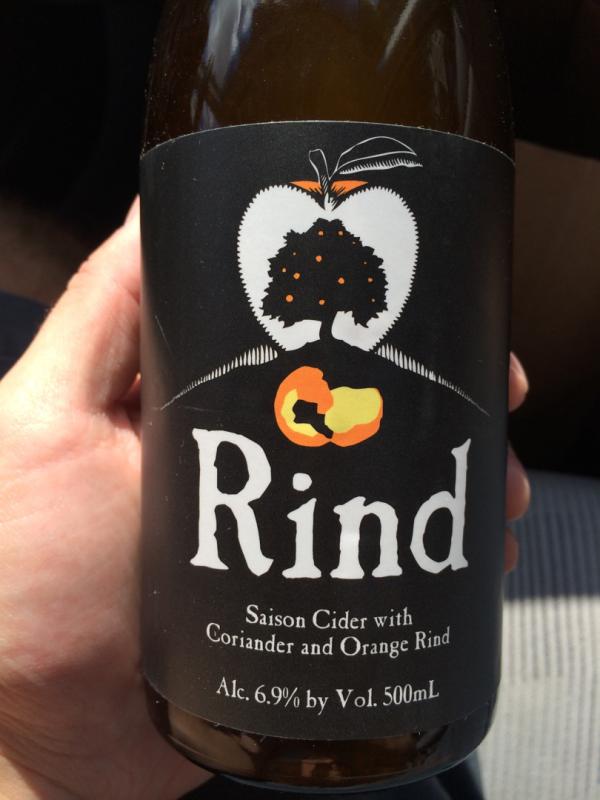 Rind
Saison Cider with
Coriander and Orange Rind
Alc. 6.9% by Vol. 500mL